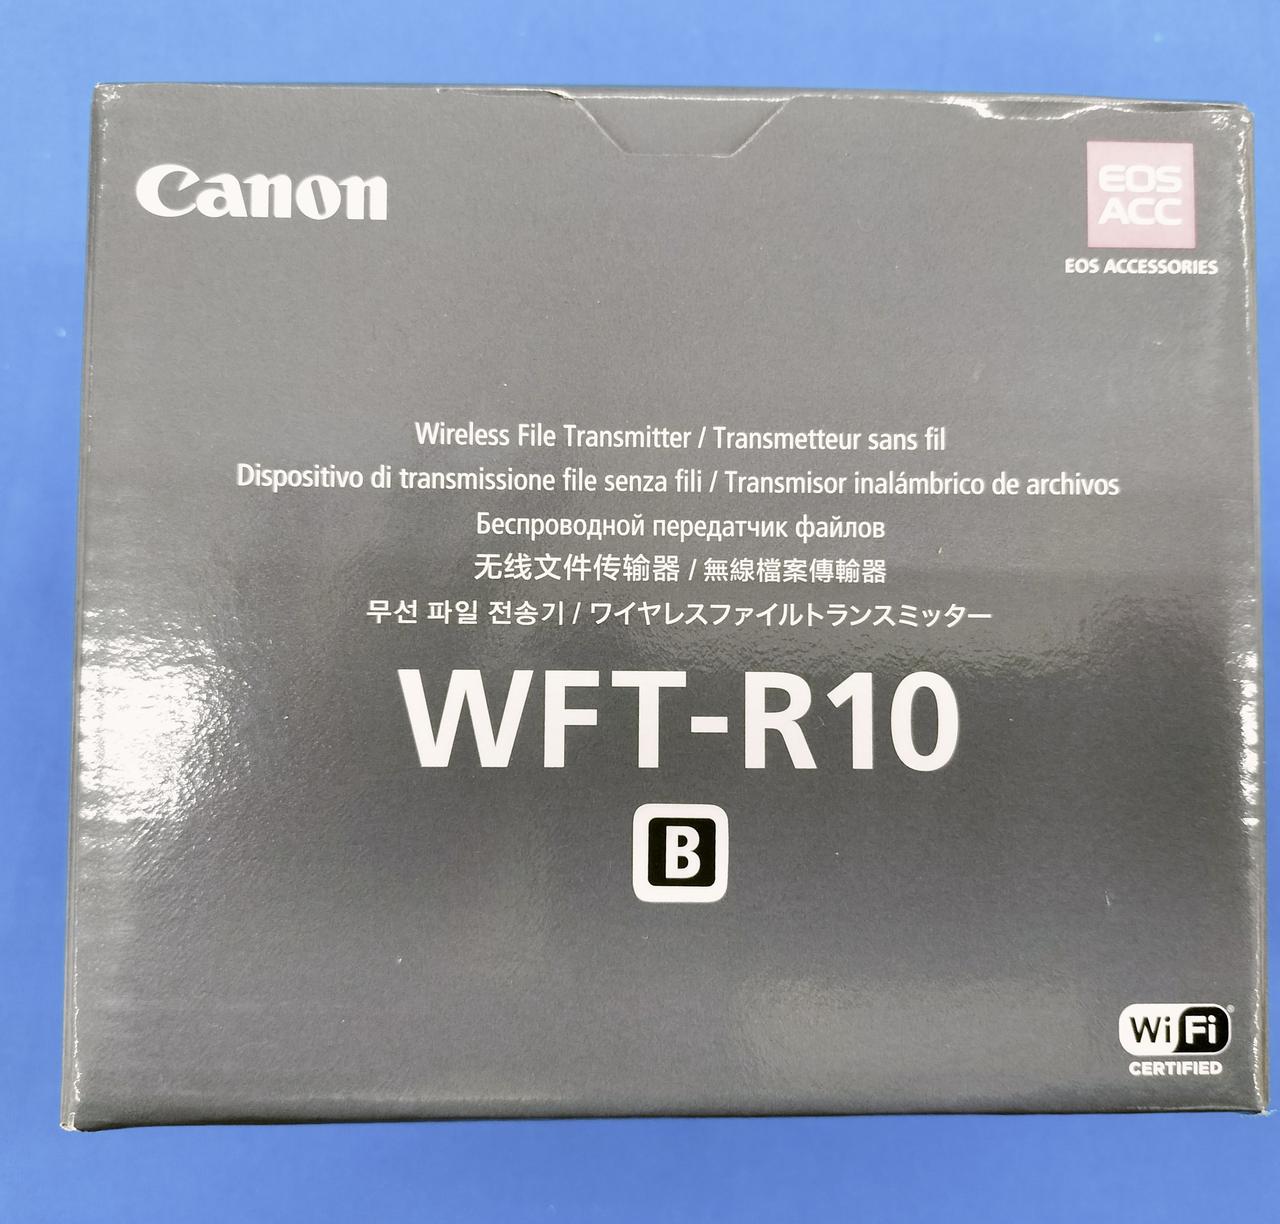 Canon
EOS
ACC
EOS ACCESSORIES
Wireless File Transmitter / Transmetteur sans fil
Dispositivo di transmissione file senza fili / Transmisor inalámbrico de archivos
Беспроводной передатчик файлов
无线文件传输器 / 無線檔案傳輸器
무선 파일 전송기 / ワイヤレスファイルトランスミッター
WFT-R10
B
Wi Fi®
CERTIFIED